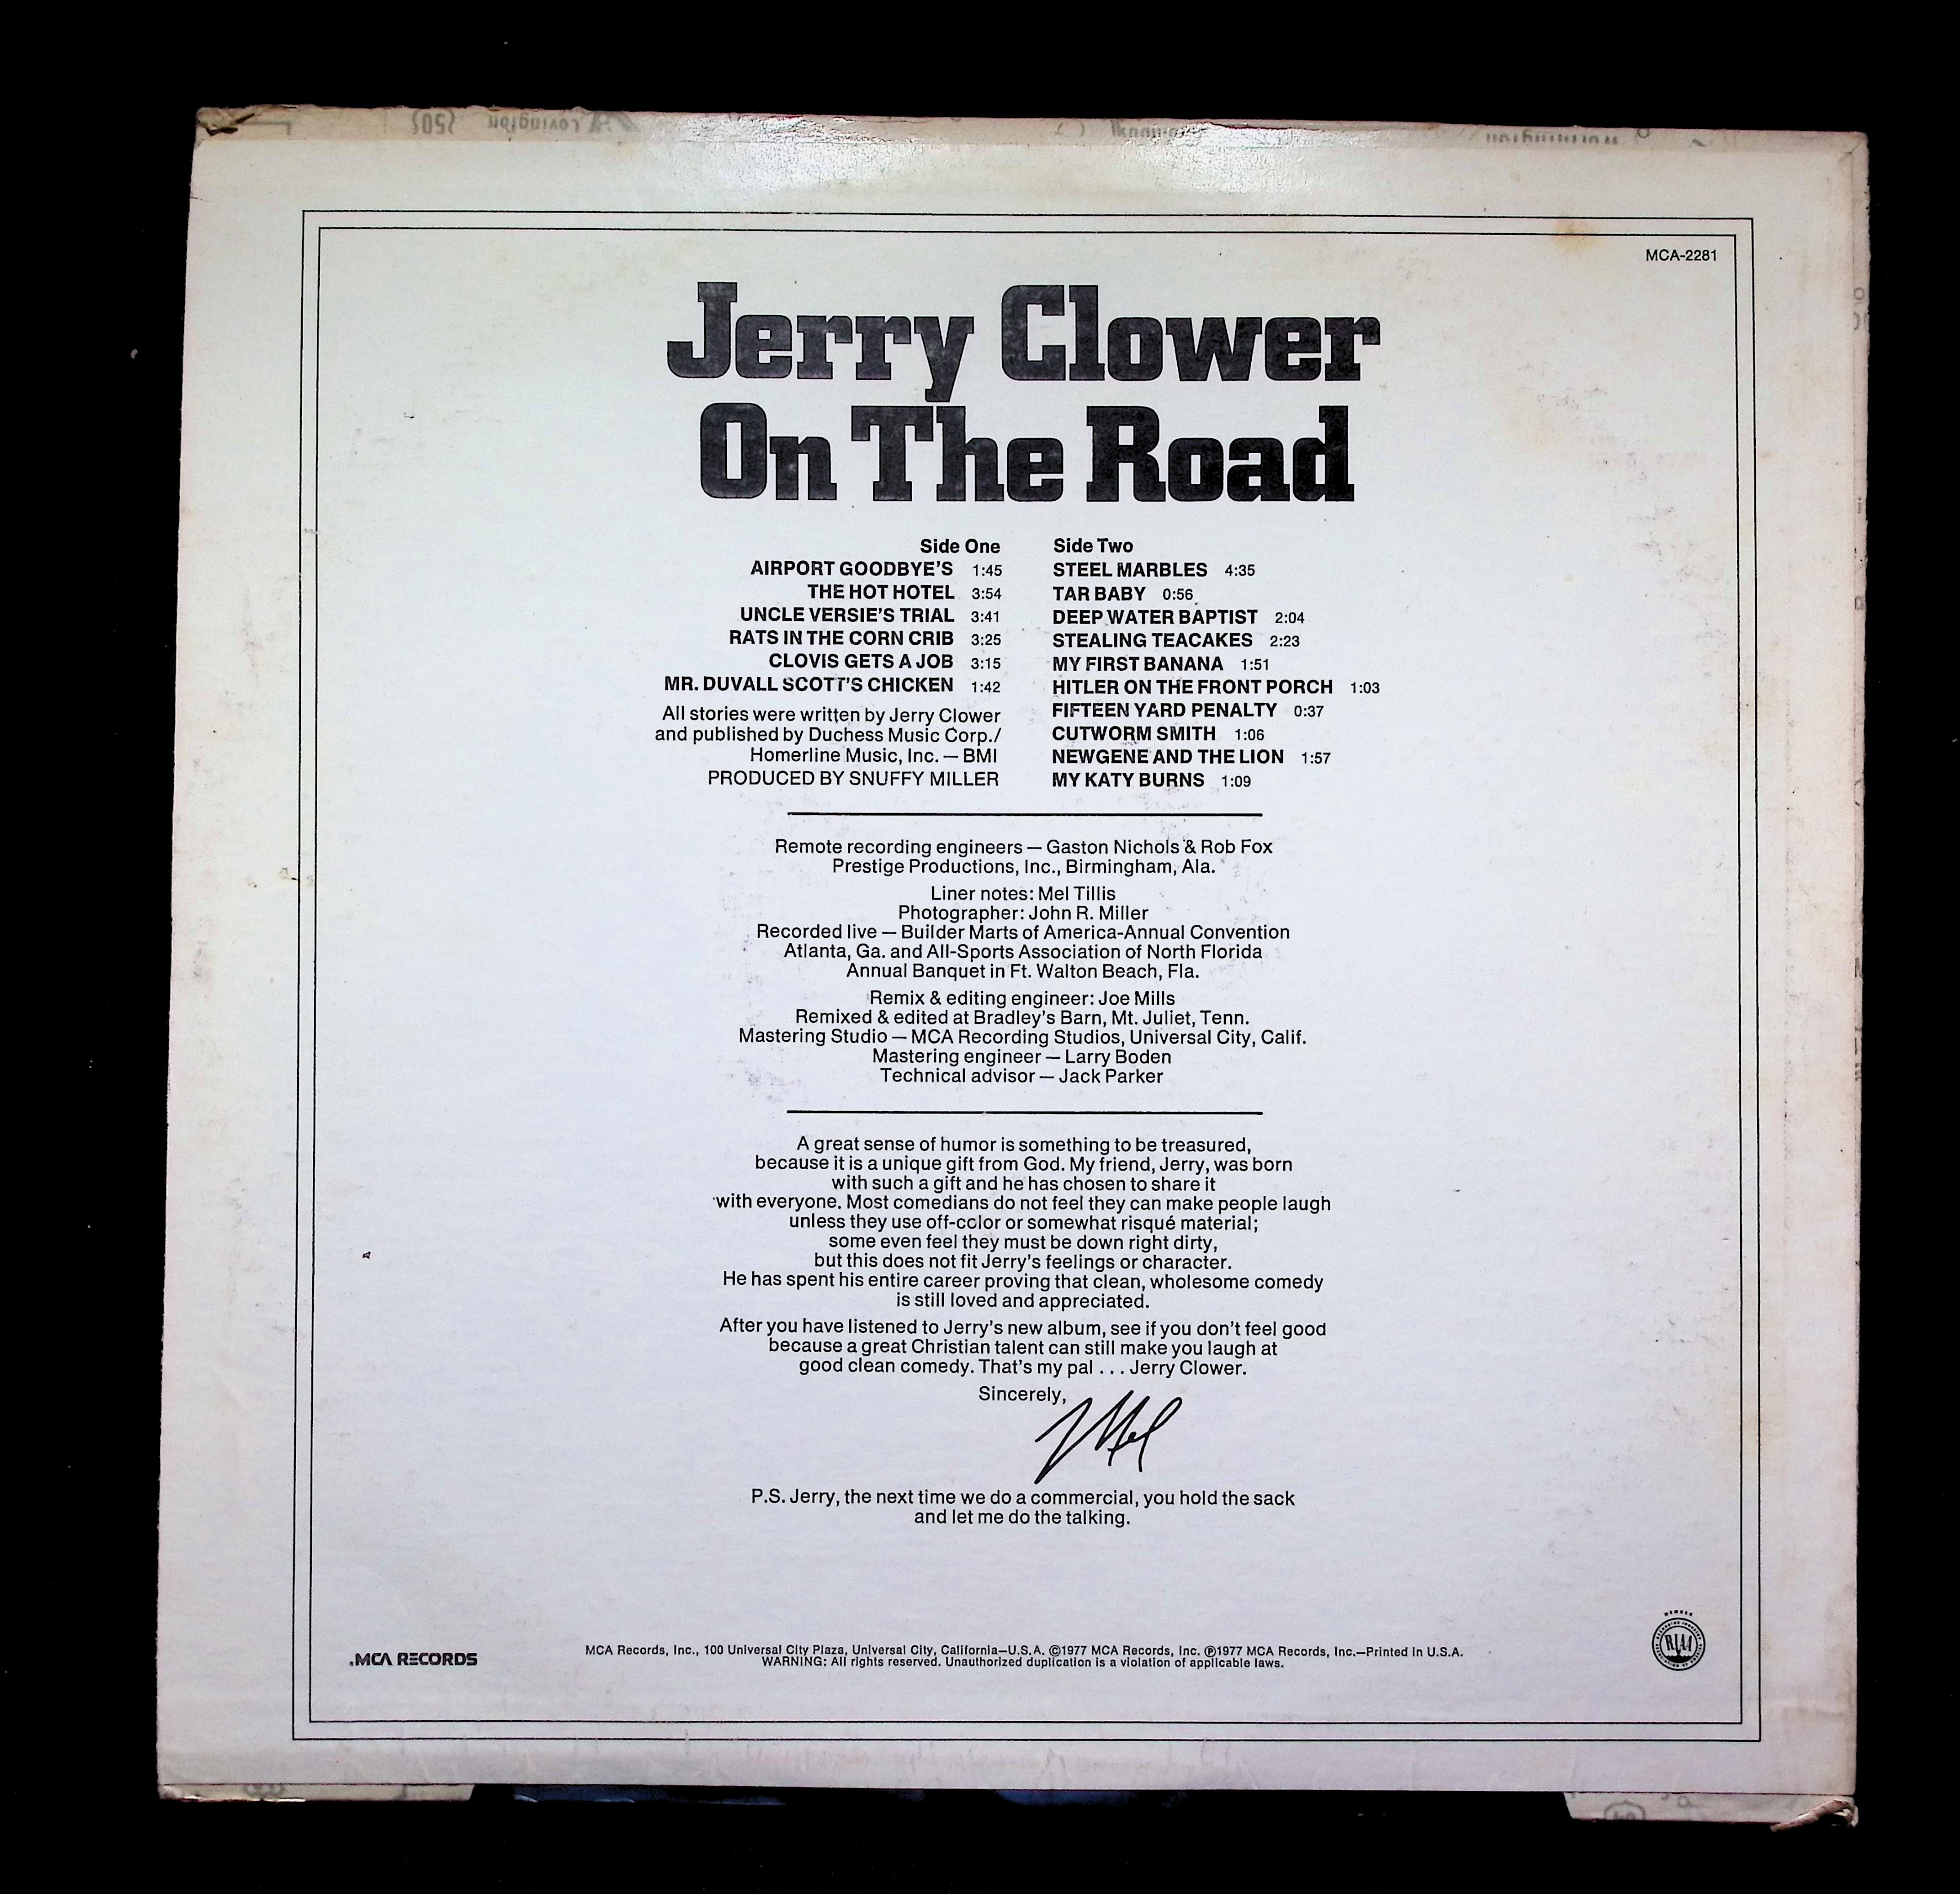 Covington
MCA-2281
Jerry Clower
On The Road
Side One
AIRPORT GOODBYE'S 1:45
THE HOT HOTEL 3:54
UNCLE VERSIE'S TRIAL 3:41
RATS IN THE CORN CRIB 3:25
CLOVIS GETS A JOB 3:15
MR. DUVALL SCOTT'S CHICKEN 1:42
All stories were written by Jerry Clower
and published by Duchess Music Corp./
Homerline Music, Inc. — BMI
PRODUCED BY SNUFFY MILLER
Side Two
STEEL MARBLES 4:35
TAR BABY 0:56
DEEP WATER BAPTIST 2:04
STEALING TEACAKES 2:23
MY FIRST BANANA 1:51
HITLER ON THE FRONT PORCH 1:03
FIFTEEN YARD PENALTY 0:37
CUTWORM SMITH 1:06
NEWGENE AND THE LION 1:57
MY KATY BURNS 1:09
Remote recording engineers — Gaston Nichols & Rob Fox
Prestige Productions, Inc., Birmingham, Ala.
Liner notes: Mel Tillis
Photographer: John R. Miller
Recorded live — Builder Marts of America-Annual Convention
Atlanta, Ga. and All-Sports Association of North Florida
Annual Banquet in Ft. Walton Beach, Fla.
Remix & editing engineer: Joe Mills
Remixed & edited at Bradley's Barn, Mt. Juliet, Tenn.
Mastering Studio — MCA Recording Studios, Universal City, Calif.
Mastering engineer — Larry Boden
Technical advisor — Jack Parker
A great sense of humor is something to be treasured,
because it is a unique gift from God. My friend, Jerry, was born
with such a gift and he has chosen to share it
with everyone. Most comedians do not feel they can make people laugh
unless they use off-color or somewhat risqué material;
some even feel they must be down right dirty,
but this does not fit Jerry's feelings or character.
He has spent his entire career proving that clean, wholesome comedy
is still loved and appreciated.
After you have listened to Jerry's new album, see if you don't feel good
because a great Christian talent can still make you laugh at
good clean comedy. That's my pal . . . Jerry Clower.
Sincerely,
Mel
P.S. Jerry, the next time we do a commercial, you hold the sack
and let me do the talking.
MCA RECORDS
MCA Records, Inc., 100 Universal City Plaza, Universal City, California—U.S.A. ©1977 MCA Records, Inc. ℗1977 MCA Records, Inc.—Printed in U.S.A.
WARNING: All rights reserved. Unauthorized duplication is a violation of applicable laws.
MEMBER
RIAA